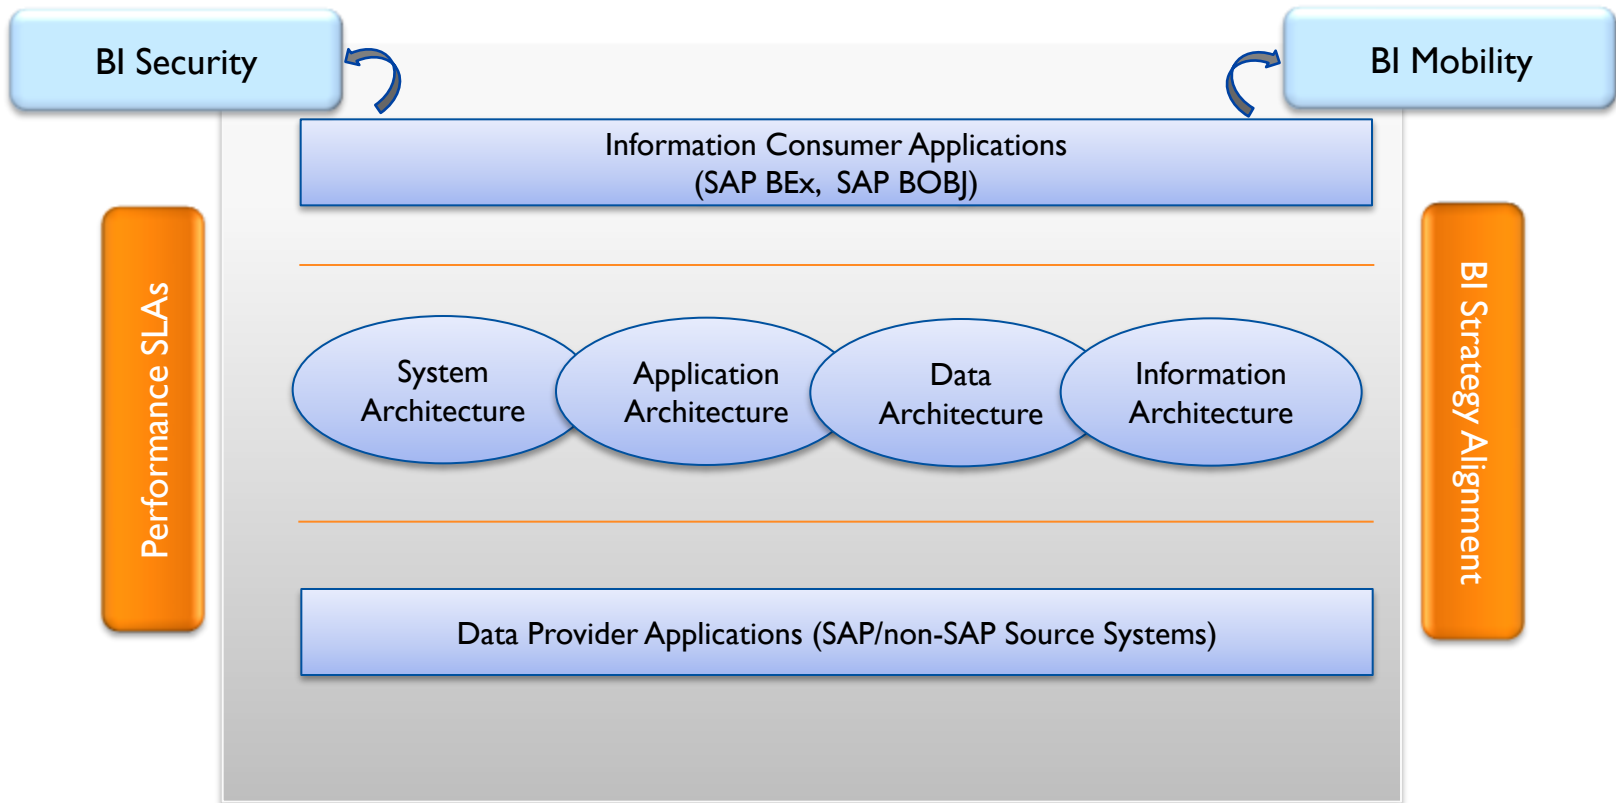 BI Security
BI Mobility
Information Consumer Applications
(SAP BEx, SAP BOBJ)
Performance SLAs
BI Strategy Alignment
System
Architecture
Application
Architecture
Data
Architecture
Information
Architecture
Data Provider Applications (SAP/non-SAP Source Systems)